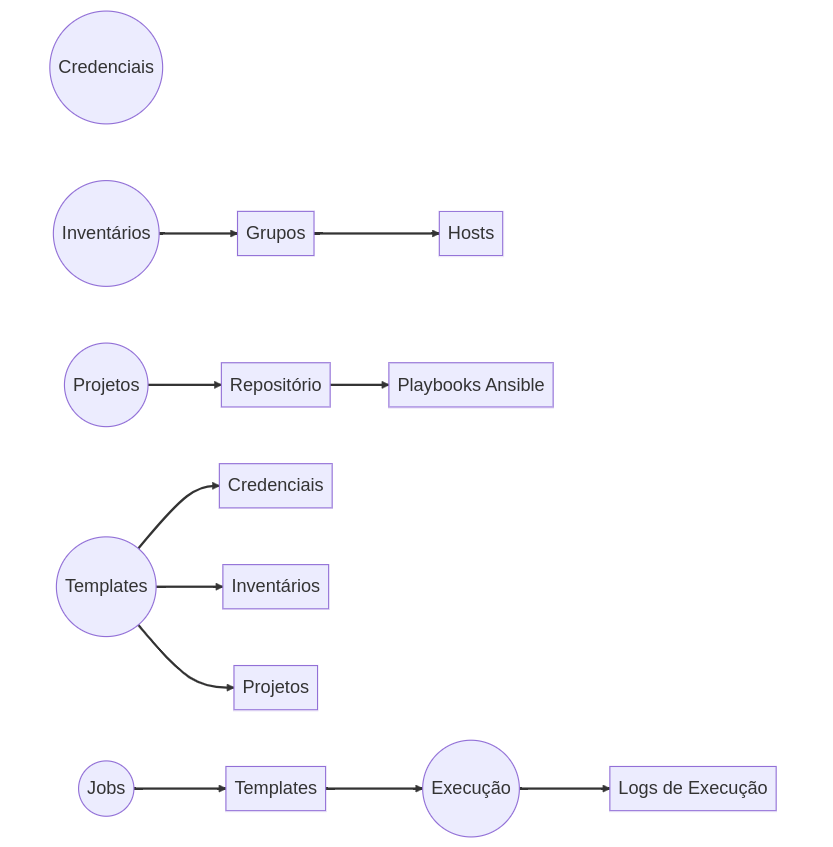 Credenciais
Inventários
Grupos
Hosts
Projetos
Repositório
Playbooks Ansible
Templates
Credenciais
Inventários
Projetos
Jobs
Templates
Execução
Logs de Execução